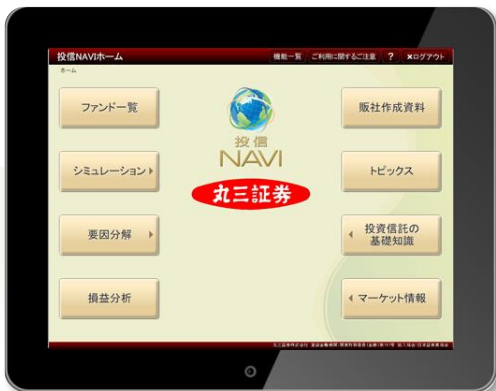 投信NAVIホーム
機能一覧 ご利用に関するご注意 ? ×ログアウト
ホーム
ファンド一覧
販社作成資料
投信
NAVI
シミュレーション
トピックス
丸三証券
要因分解
投資信託の
基礎知識
損益分析
マーケット情報